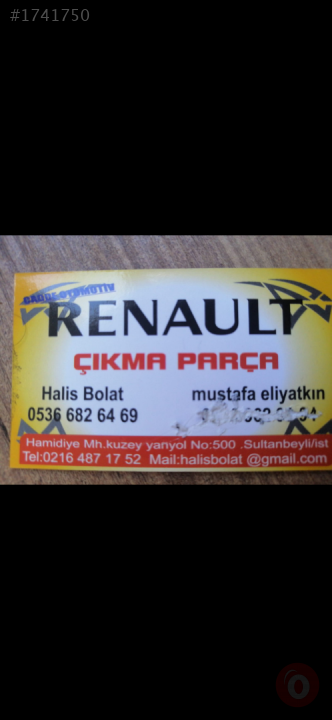 #1741750
CADDE OTOMOTİV
RENAULT
ÇIKMA PARÇA
Halis Bolat mustafa eliyatkın
0536 682 64 69
Hamidiye Mh.kuzey yanyol No:500 .Sultanbeyli/ist
Tel:0216 487 17 52 Mail:halisbolat @gmail.com